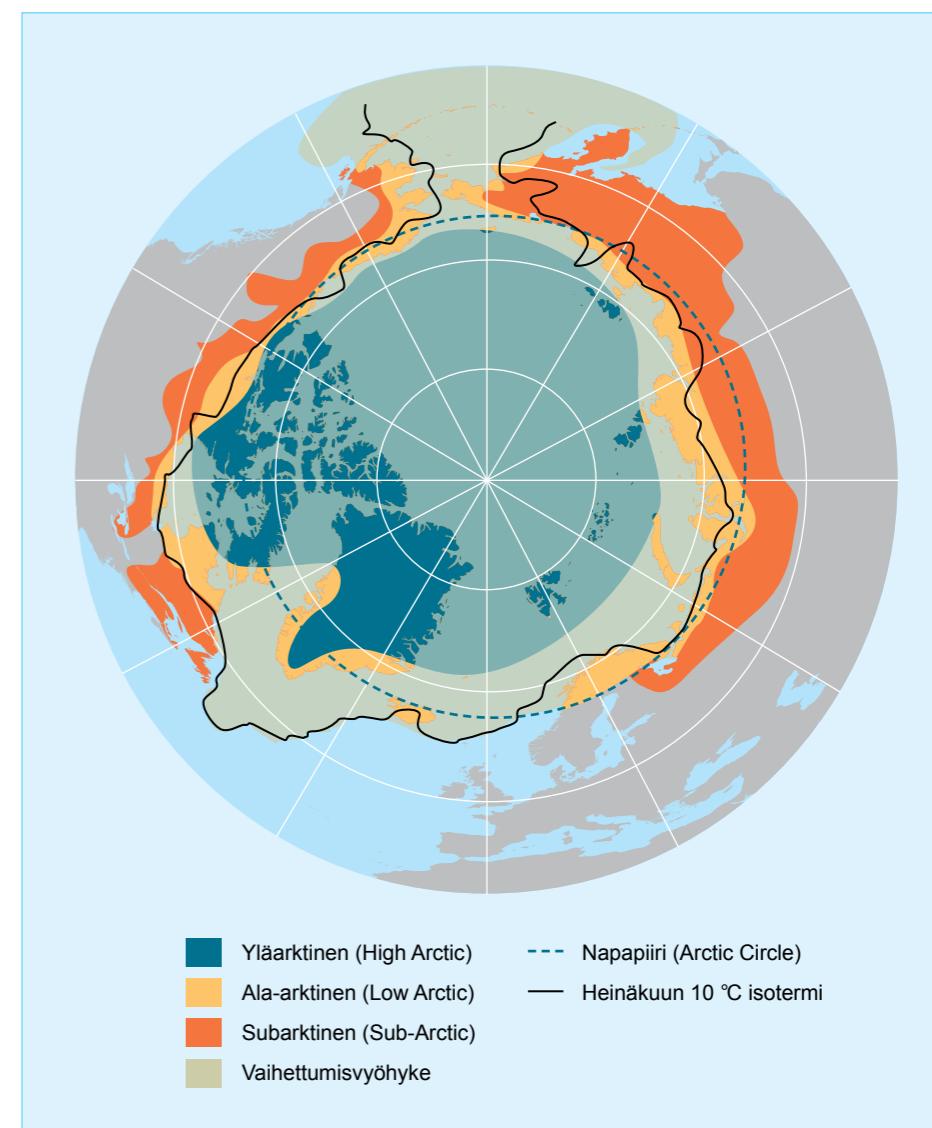 Yläarktinen (High Arctic)
Ala-arktinen (Low Arctic)
Subarktinen (Sub-Arctic)
Vaihettumisvyöhyke
Napapiiri (Arctic Circle)
Heinäkuun 10 °C isotermi